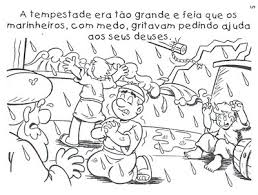 A tempestade era tão grande e feia que os
marinheiros, com medo, gritavam pedindo ajuda
aos seus deuses.